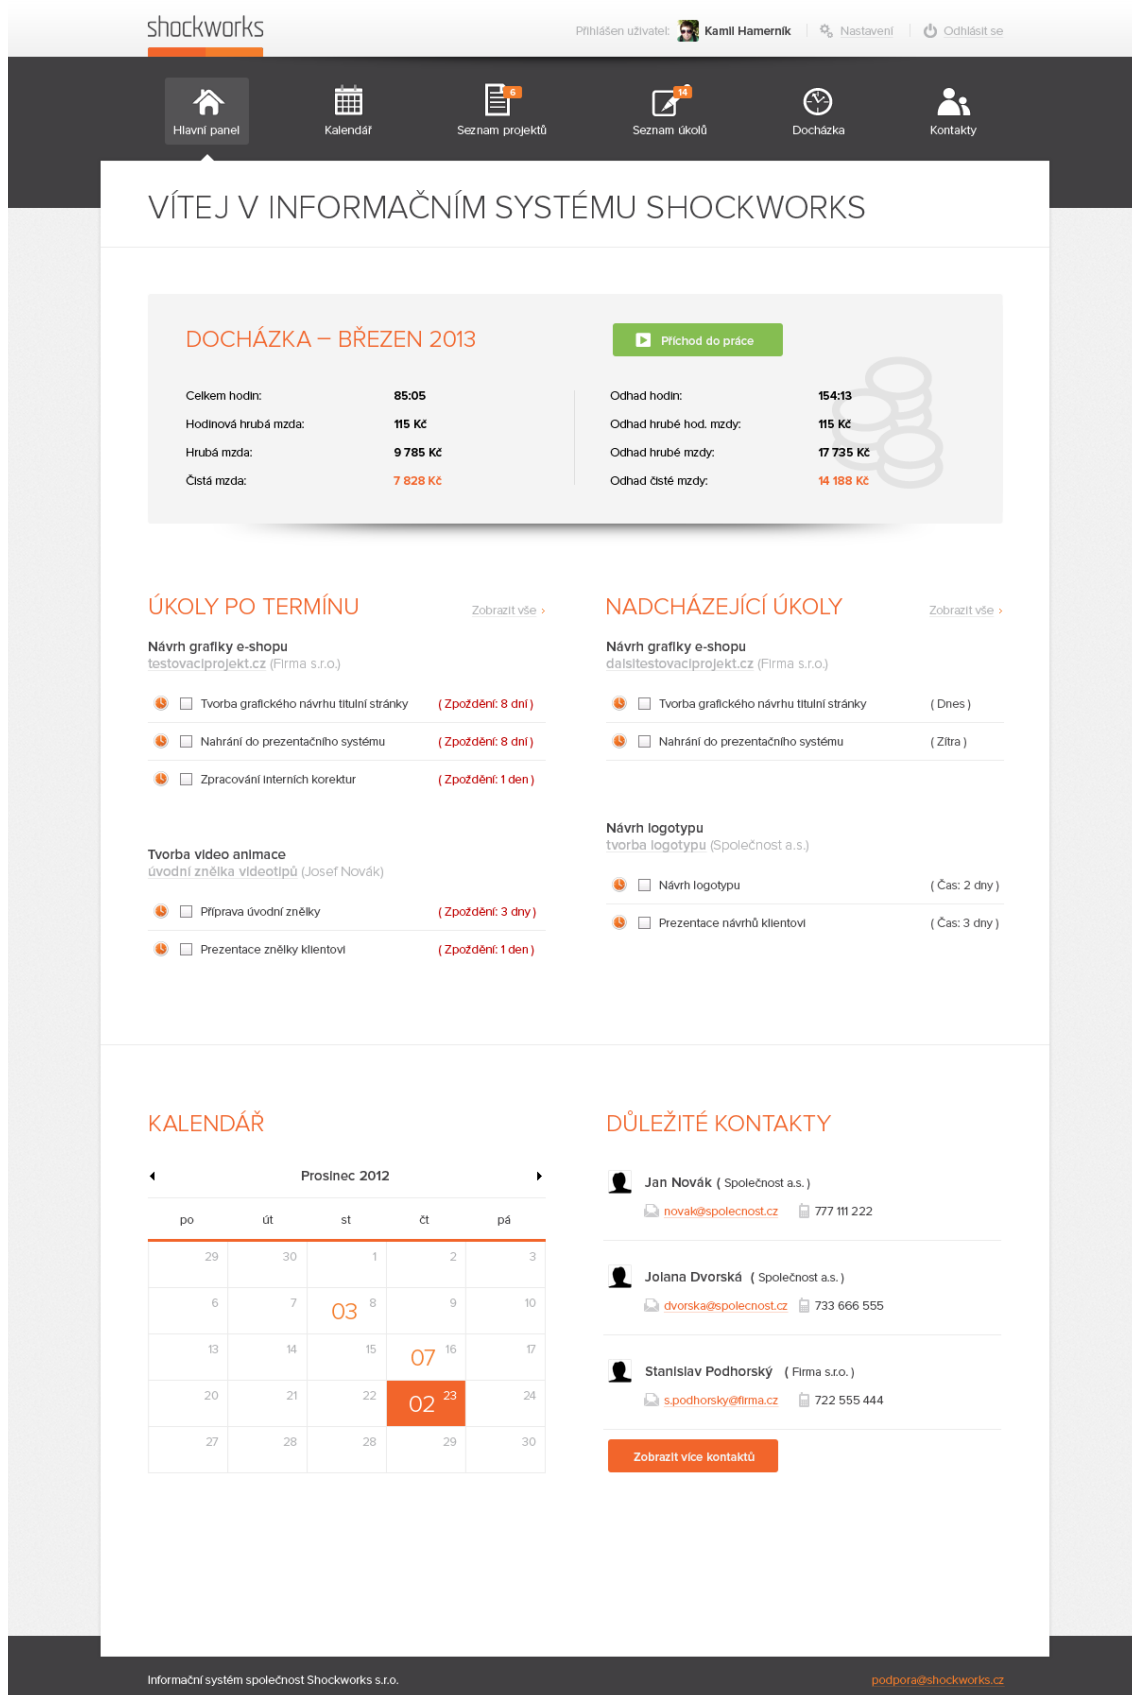 shockworks
Přihlášen uživatel: Kamil Hamerník Nastavení Odhlásit se
6 14
Hlavní panel Kalendář Seznam projektů Seznam úkolů Docházka Kontakty
VÍTEJ V INFORMAČNÍM SYSTÉMU SHOCKWORKS
DOCHÁZKA – BŘEZEN 2013 Příchod do práce
Celkem hodin: 85:05 Odhad hodin: 154:13
Hodinová hrubá mzda: 115 Kč Odhad hrubé hod. mzdy: 115 Kč
Hrubá mzda: 9 785 Kč Odhad hrubé mzdy: 17 735 Kč
Čistá mzda: 7 828 Kč Odhad čisté mzdy: 14 188 Kč
ÚKOLY PO TERMÍNU Zobrazit vše ›
Návrh grafiky e-shopu
testovaciprojekt.cz (Firma s.r.o.)
Tvorba grafického návrhu titulní stránky ( Zpoždění: 8 dní )
Nahrání do prezentačního systému ( Zpoždění: 8 dní )
Zpracování interních korektur ( Zpoždění: 1 den )
Tvorba video animace
úvodní znělka videotipů (Josef Novák)
Příprava úvodní znělky ( Zpoždění: 3 dny )
Prezentace znělky klientovi ( Zpoždění: 1 den )
NADCHÁZEJÍCÍ ÚKOLY Zobrazit vše ›
Návrh grafiky e-shopu
dalsitestovaciprojekt.cz (Firma s.r.o.)
Tvorba grafického návrhu titulní stránky ( Dnes )
Nahrání do prezentačního systému ( Zítra )
Návrh logotypu
tvorba logotypu (Společnost a.s.)
Návrh logotypu ( Čas: 2 dny )
Prezentace návrhů klientovi ( Čas: 3 dny )
KALENDÁŘ
Prosinec 2012
po út st čt pá
29 30 1 2 3
6 7 03 8 9 10
13 14 15 07 16 17
20 21 22 02 23 24
27 28 28 29 30
DŮLEŽITÉ KONTAKTY
Jan Novák ( Společnost a.s. )
novak@spolecnost.cz 777 111 222
Jolana Dvorská ( Společnost a.s. )
dvorska@spolecnost.cz 733 666 555
Stanislav Podhorský ( Firma s.r.o. )
s.podhorsky@firma.cz 722 555 444
Zobrazit více kontaktů
Informační systém společnost Shockworks s.r.o. podpora@shockworks.cz